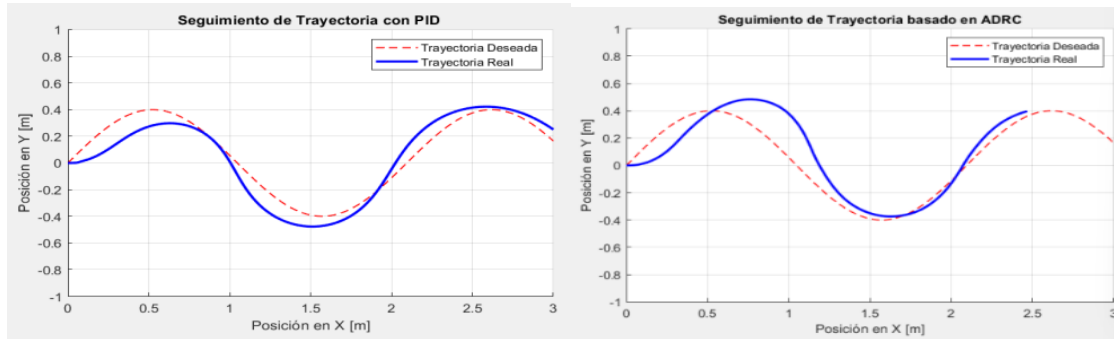 Seguimiento de Trayectoria con PID
Trayectoria Deseada
Trayectoria Real
1
0.8
0.6
0.4
0.2
0
-0.2
-0.4
-0.6
-0.8
-1
Posición en Y [m]
0 0.5 1 1.5 2 2.5 3
Posición en X [m]
Seguimiento de Trayectoria basado en ADRC
Trayectoria Deseada
Trayectoria Real
1
0.8
0.6
0.4
0.2
0
-0.2
-0.4
-0.6
-0.8
-1
Posición en Y [m]
0 0.5 1 1.5 2 2.5 3
Posición en X [m]